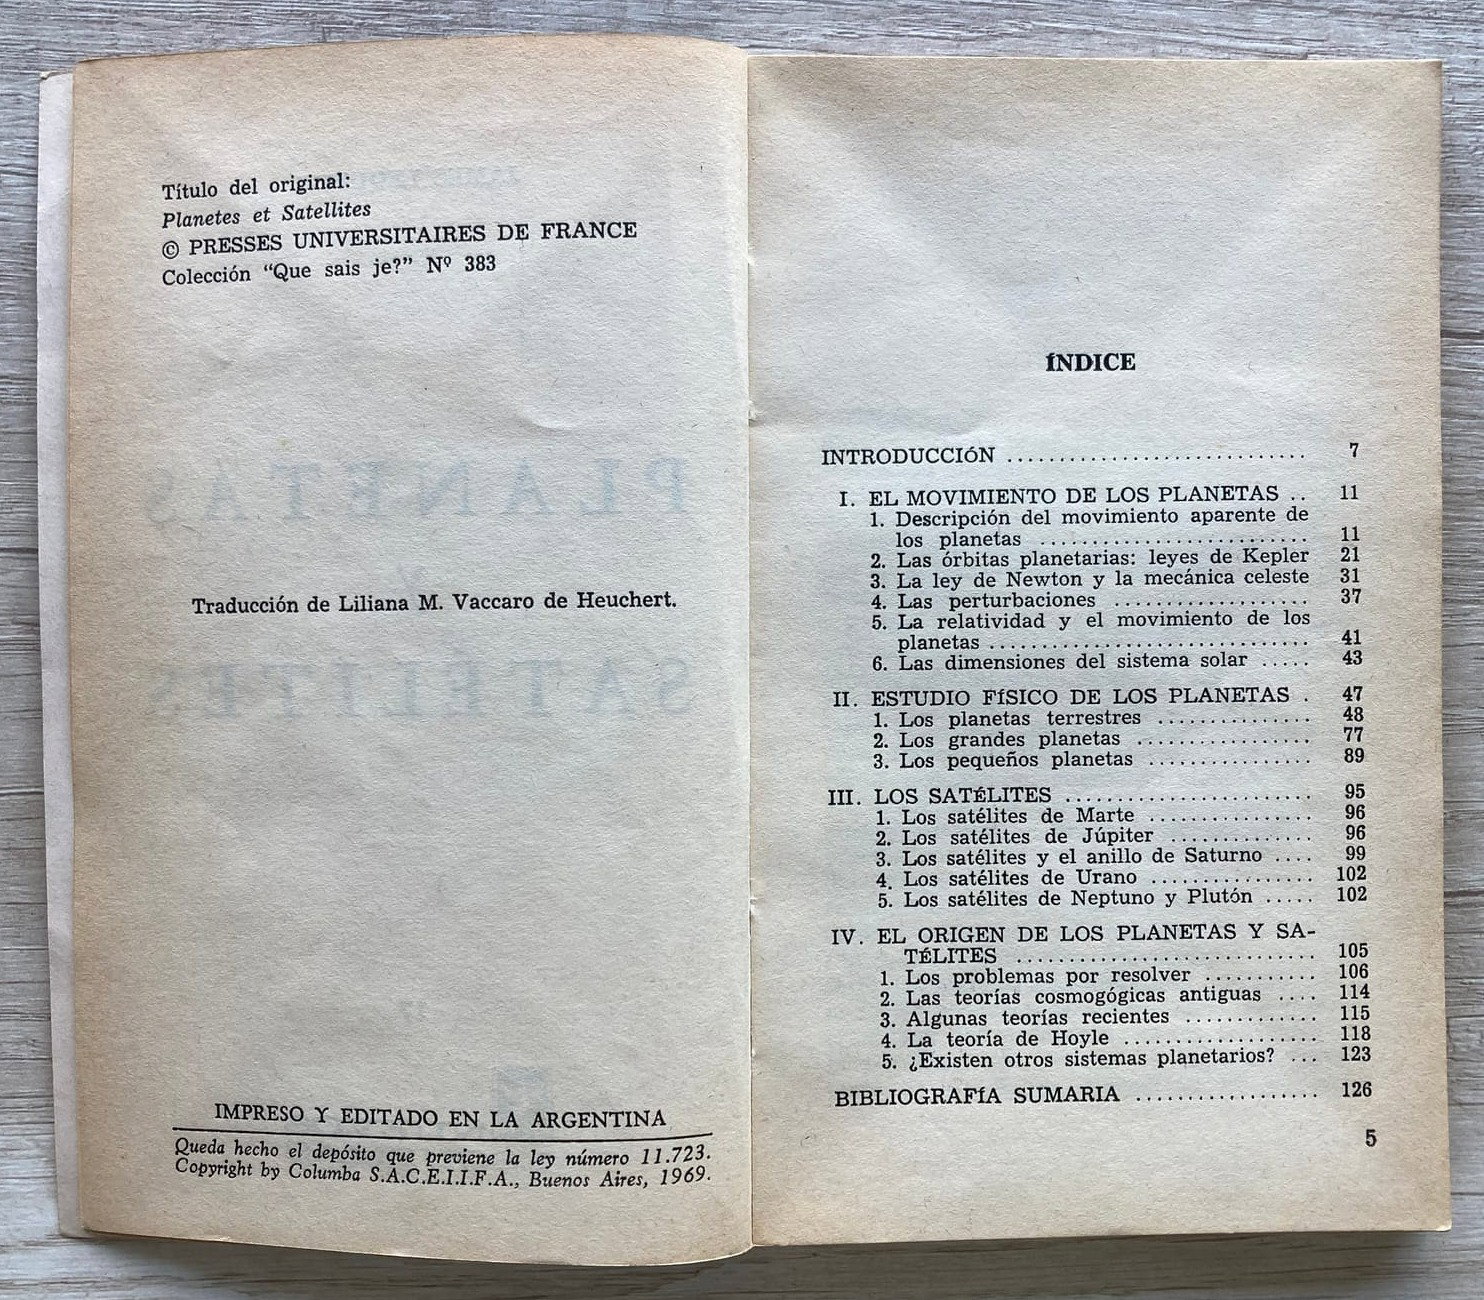 Título del original:
Planetes et Satellites
© PRESSES UNIVERSITAIRES DE FRANCE
Colección "Que sais je?" Nº 383
PLANETAS
Traducción de Liliana M. Vaccaro de Heuchert.
SATELITES
IMPRESO Y EDITADO EN LA ARGENTINA
Queda hecho el depósito que previene la ley número 11.723.
Copyright by Columba S.A.C.E.I.I.F.A., Buenos Aires, 1969.
ÍNDICE
INTRODUCCIÓN ............................. 7
I. EL MOVIMIENTO DE LOS PLANETAS .. 11
1. Descripción del movimiento aparente de
los planetas .......................... 11
2. Las órbitas planetarias: leyes de Kepler 21
3. La ley de Newton y la mecánica celeste 31
4. Las perturbaciones ................... 37
5. La relatividad y el movimiento de los
planetas ............................... 41
6. Las dimensiones del sistema solar ..... 43
II. ESTUDIO FÍSICO DE LOS PLANETAS . 47
1. Los planetas terrestres ............... 48
2. Los grandes planetas ................. 77
3. Los pequeños planetas ................ 89
III. LOS SATÉLITES ........................ 95
1. Los satélites de Marte ................ 96
2. Los satélites de Júpiter .............. 96
3. Los satélites y el anillo de Saturno .... 99
4. Los satélites de Urano ................ 102
5. Los satélites de Neptuno y Plutón ..... 102
IV. EL ORIGEN DE LOS PLANETAS Y SA-
TÉLITES ............................. 105
1. Los problemas por resolver ........... 106
2. Las teorías cosmogógicas antiguas .... 114
3. Algunas teorías recientes ............. 115
4. La teoría de Hoyle ................... 118
5. ¿Existen otros sistemas planetarios? ... 123
BIBLIOGRAFÍA SUMARIA .................. 126
5